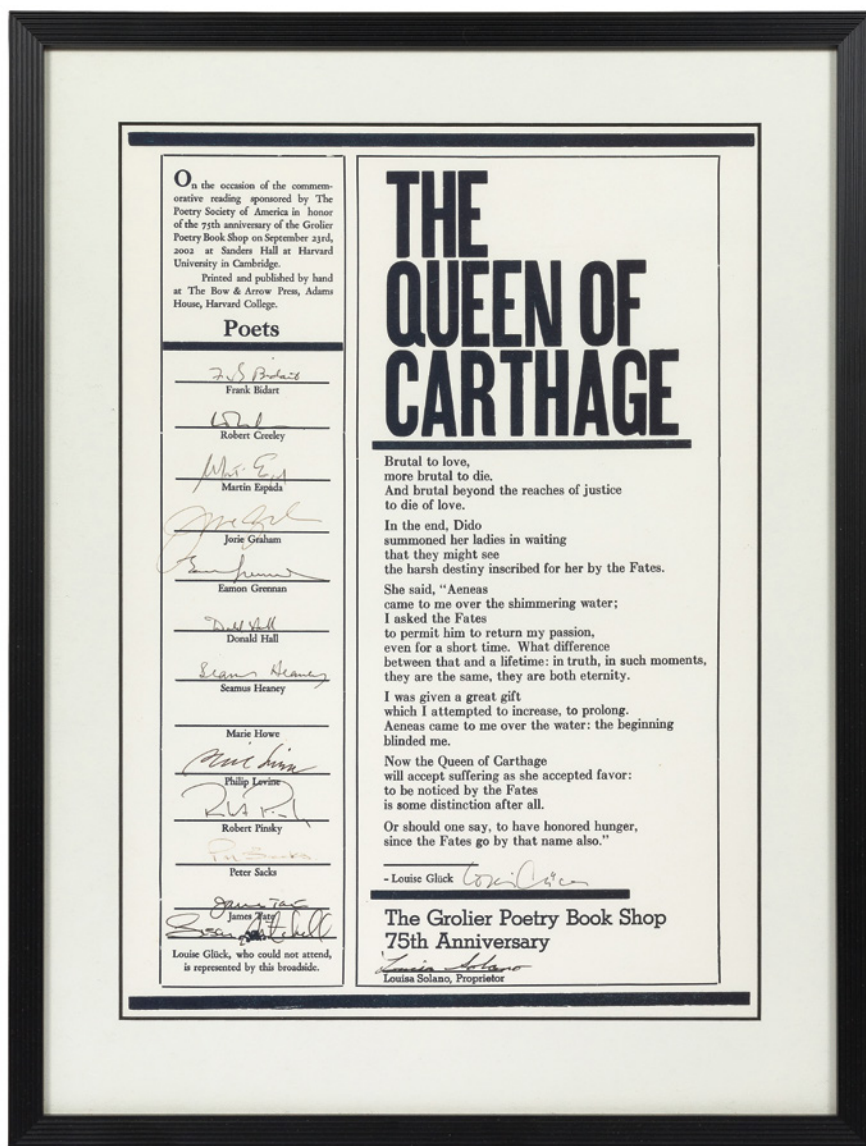 On the occasion of the commem-
orative reading sponsored by The
Poetry Society of America in honor
of the 75th anniversary of the Grolier
Poetry Book Shop on September 23rd,
2002 at Sanders Hall at Harvard
University in Cambridge.
Printed and published by hand
at The Bow & Arrow Press, Adams
House, Harvard College.
Poets
F Bidart
Frank Bidart
Robert Creeley
Martin Espada
Jorie Graham
Eamon Grennan
Donald Hall
Donald Hall
Seamus Heaney
Seamus Heaney
Marie Howe
Philip Levine
Robert Pinsky
Peter Sacks
James Tate
James Tate
Susan Mitchell
Louise Glück, who could not attend,
is represented by this broadside.
THE
QUEEN OF
CARTHAGE
Brutal to love,
more brutal to die.
And brutal beyond the reaches of justice
to die of love.
In the end, Dido
summoned her ladies in waiting
that they might see
the harsh destiny inscribed for her by the Fates.
She said, “Aeneas
came to me over the shimmering water;
I asked the Fates
to permit him to return my passion,
even for a short time. What difference
between that and a lifetime: in truth, in such moments,
they are the same, they are both eternity.
I was given a great gift
which I attempted to increase, to prolong.
Aeneas came to me over the water: the beginning
blinded me.
Now the Queen of Carthage
will accept suffering as she accepted favor:
to be noticed by the Fates
is some distinction after all.
Or should one say, to have honored hunger,
since the Fates go by that name also.”
- Louise Glück Louise Glück
The Grolier Poetry Book Shop
75th Anniversary
Louisa Solano
Louisa Solano, Proprietor